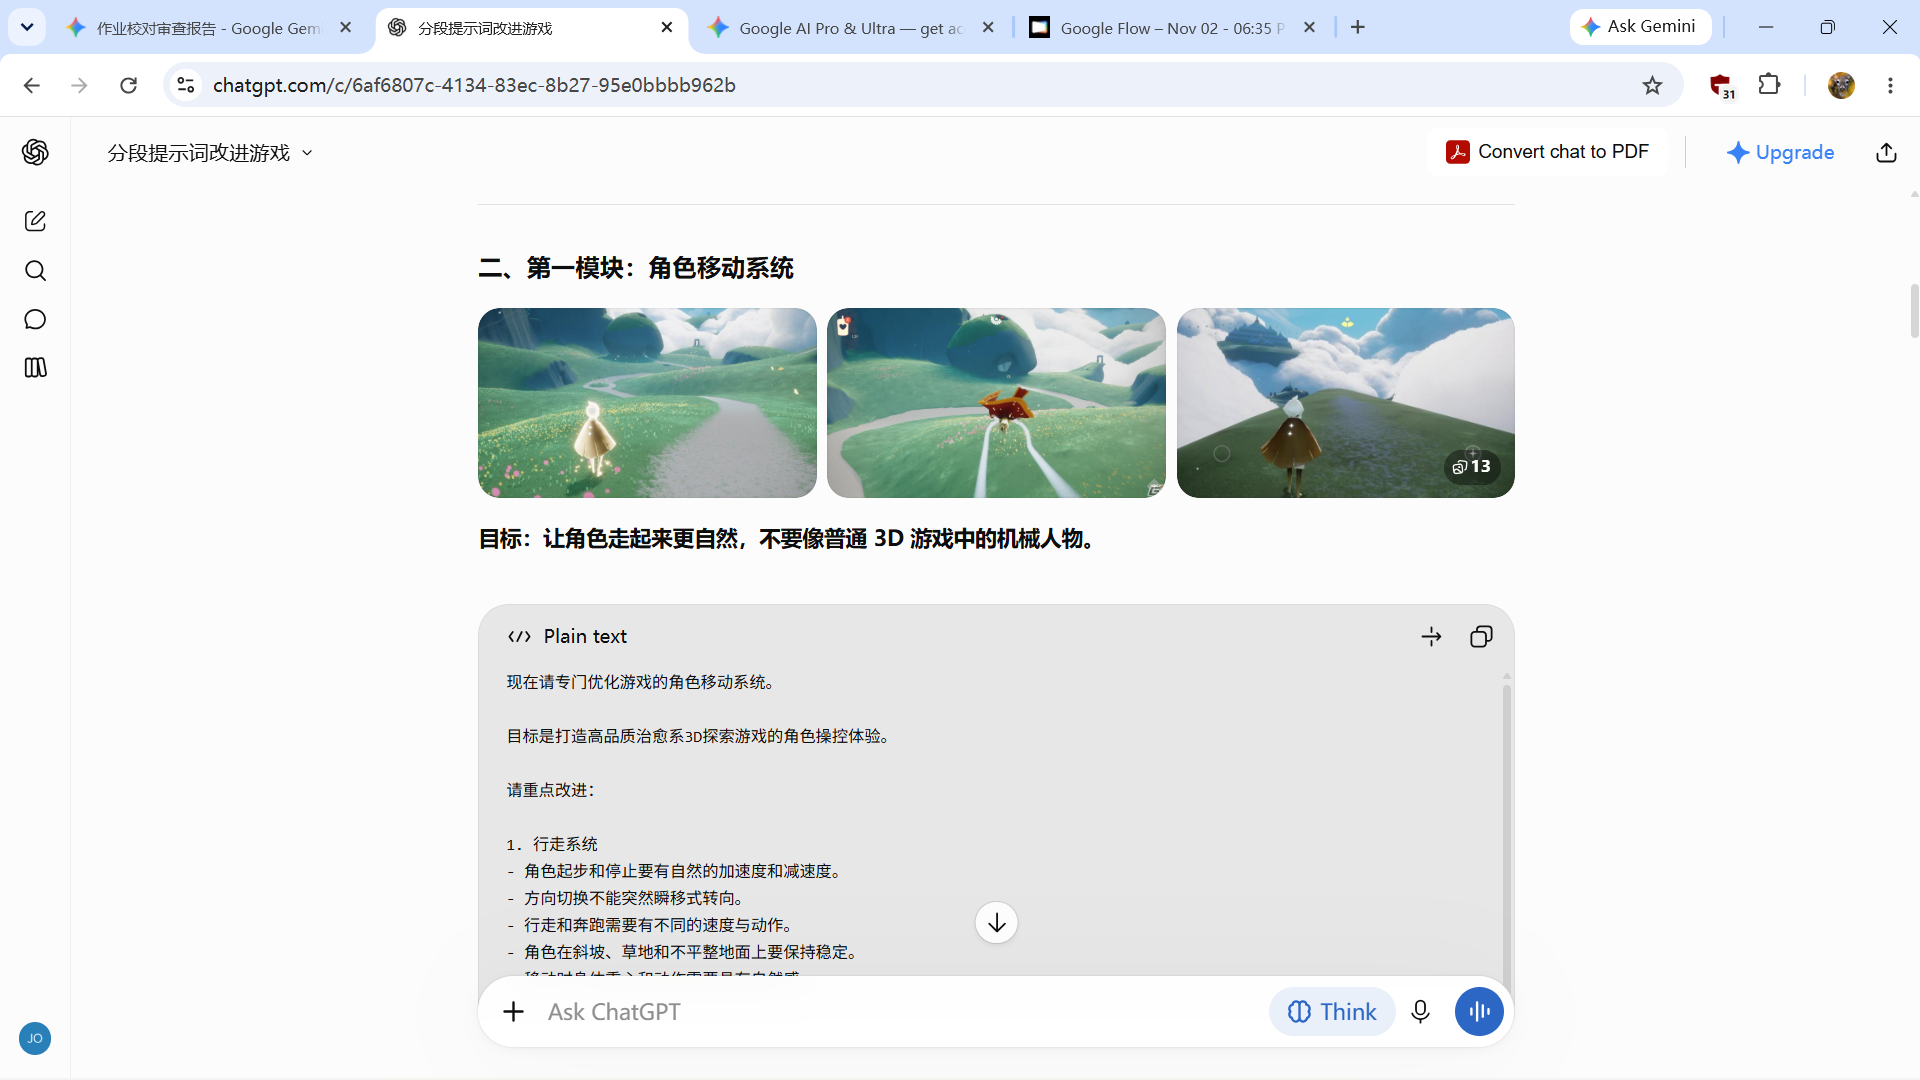 作业校对审查报告 - Google Gem
分段提示词改进游戏
Google AI Pro & Ultra — get ac
Google Flow – Nov 02 - 06:35 P
Ask Gemini
chatgpt.com/c/6af6807c-4134-83ec-8b27-95e0bbbb962b
31
分段提示词改进游戏
Convert chat to PDF
Upgrade
二、第一模块：角色移动系统
13
目标：让角色走起来更自然，不要像普通 3D 游戏中的机械人物。
Plain text
现在请专门优化游戏的角色移动系统。
目标是打造高品质治愈系3D探索游戏的角色操控体验。
请重点改进：
1. 行走系统
- 角色起步和停止要有自然的加速度和减速度。
- 方向切换不能突然瞬移式转向。
- 行走和奔跑需要有不同的速度与动作。
- 角色在斜坡、草地和不平整地面上要保持稳定。
Ask ChatGPT
Think
JO